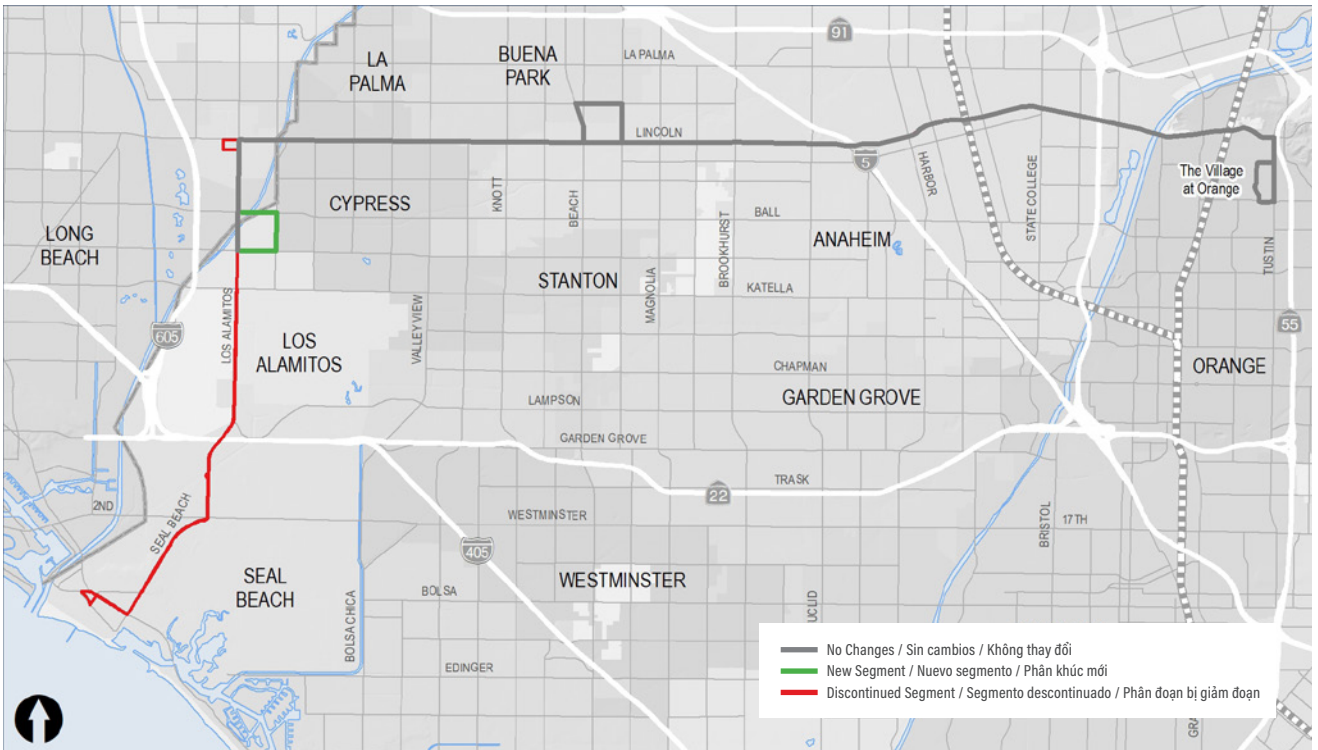 91
LA
PALMA
BUENA
PARK
LA PALMA
LINCOLN
5
HARBOR
STATE COLLEGE
The Village
at Orange
CYPRESS
KNOTT
BEACH
BALL
BROOKHURST
ANAHEIM
TUSTIN
LONG
BEACH
STANTON
MAGNOLIA
KATELLA
605
LOS ALAMITOS
LOS
ALAMITOS
VALLEY VIEW
55
CHAPMAN
ORANGE
LAMPSON
GARDEN GROVE
GARDEN GROVE
TRASK
22
2ND
SEAL BEACH
WESTMINSTER
BRISTOL
17TH
405
SEAL
BEACH
WESTMINSTER
BOLSA
BOLSA CHICA
UCLID
EDINGER
GRA
No Changes / Sin cambios / Không thay đổi
New Segment / Nuevo segmento / Phân khúc mới
Discontinued Segment / Segmento descontinuado / Phân đoạn bị giảm đoạn